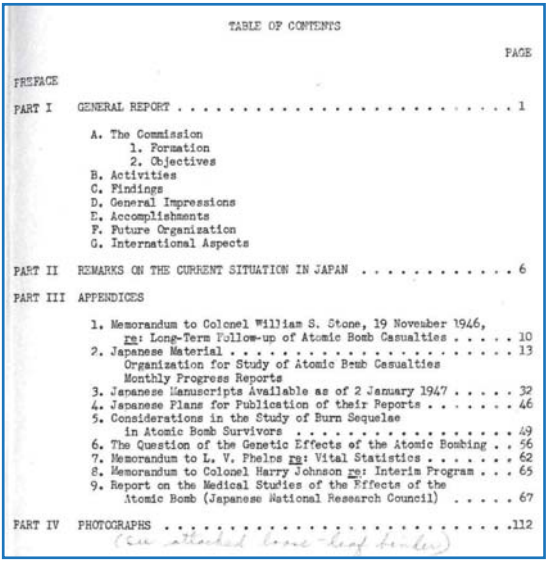 TABLE OF CONTENTS
PAGE
PREFACE
PART I GENERAL REPORT . . . . . . . . . . . . . . . . . . . . . . . . . . . . 1
A. The Commission
1. Formation
2. Objectives
B. Activities
C. Findings
D. General Impressions
E. Accomplishments
F. Future Organization
G. International Aspects
PART II REMARKS ON THE CURRENT SITUATION IN JAPAN . . . . . . . . . . . . . 6
PART III APPENDICES
1. Memorandum to Colonel William S. Stone, 19 November 1946,
re: Long-Term Follow-up of Atomic Bomb Casualties . . . . . 10
2. Japanese Material . . . . . . . . . . . . . . . . . . . . . . . 13
Organization for Study of Atomic Bomb Casualties
Monthly Progress Reports
3. Japanese Manuscripts Available as of 2 January 1947 . . . . . 32
4. Japanese Plans for Publication of their Reports . . . . . . . 46
5. Considerations in the Study of Burn Sequelae
in Atomic Bomb Survivors . . . . . . . . . . . . . . . . . 49
6. The Question of the Genetic Effects of the Atomic Bombing . . 56
7. Memorandum to L. V. Phelps re: Vital Statistics . . . . . . . 62
8. Memorandum to Colonel Harry Johnson re: Interim Program . . . 65
9. Report on the Medical Studies of the Effects of the
Atomic Bomb (Japanese National Research Council) . . . . . 67
PART IV PHOTOGRAPHS . . . . . . . . . . . . . . . . . . . . . . . . . . . . .112
(see attached loose-leaf binder)